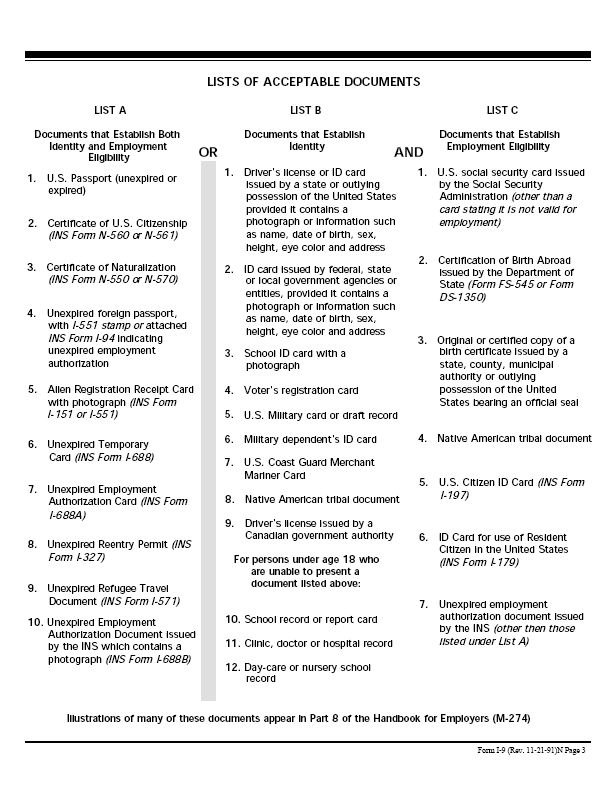 LISTS OF ACCEPTABLE DOCUMENTS
LIST A
Documents that Establish Both
Identity and Employment
Eligibility
OR
1. U.S. Passport (unexpired or
expired)
2. Certificate of U.S. Citizenship
(INS Form N-560 or N-561)
3. Certificate of Naturalization
(INS Form N-550 or N-570)
4. Unexpired foreign passport,
with I-551 stamp or attached
INS Form I-94 indicating
unexpired employment
authorization
5. Alien Registration Receipt Card
with photograph (INS Form
I-151 or I-551)
6. Unexpired Temporary
Card (INS Form I-688)
7. Unexpired Employment
Authorization Card (INS Form
I-688A)
8. Unexpired Reentry Permit (INS
Form I-327)
9. Unexpired Refugee Travel
Document (INS Form I-571)
10. Unexpired Employment
Authorization Document issued
by the INS which contains a
photograph (INS Form I-688B)
LIST B
Documents that Establish
Identity
AND
1. Driver's license or ID card
issued by a state or outlying
possession of the United States
provided it contains a
photograph or information such
as name, date of birth, sex,
height, eye color and address
2. ID card issued by federal, state
or local government agencies or
entities, provided it contains a
photograph or information such
as name, date of birth, sex,
height, eye color and address
3. School ID card with a
photograph
4. Voter's registration card
5. U.S. Military card or draft record
6. Military dependent's ID card
7. U.S. Coast Guard Merchant
Mariner Card
8. Native American tribal document
9. Driver's license issued by a
Canadian government authority
For persons under age 18 who
are unable to present a
document listed above:
10. School record or report card
11. Clinic, doctor or hospital record
12. Day-care or nursery school
record
LIST C
Documents that Establish
Employment Eligibility
1. U.S. social security card issued
by the Social Security
Administration (other than a
card stating it is not valid for
employment)
2. Certification of Birth Abroad
issued by the Department of
State (Form FS-545 or Form
DS-1350)
3. Original or certified copy of a
birth certificate issued by a
state, county, municipal
authority or outlying
possession of the United
States bearing an official seal
4. Native American tribal document
5. U.S. Citizen ID Card (INS Form
I-197)
6. ID Card for use of Resident
Citizen in the United States
(INS Form I-179)
7. Unexpired employment
authorization document issued
by the INS (other then those
listed under List A)
Illustrations of many of these documents appear in Part 8 of the Handbook for Employers (M-274)
Form I-9 (Rev. 11-21-91)N Page 3